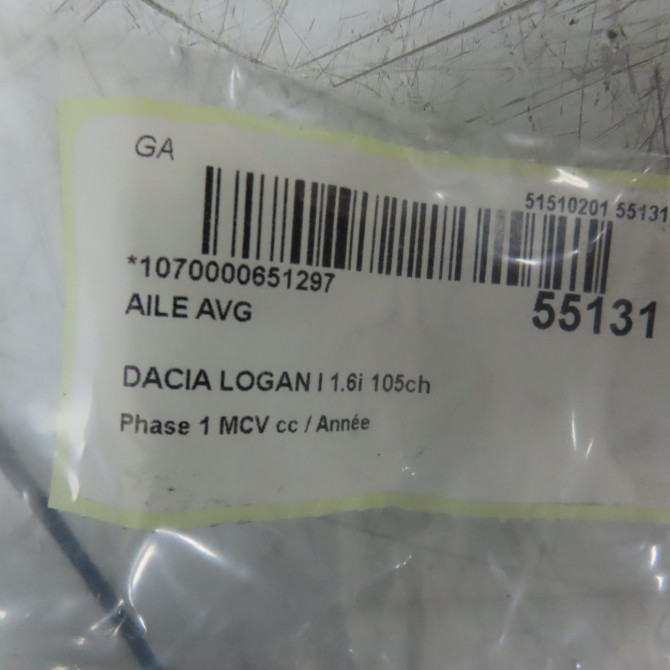 GA
51510201 55131
*1070000651297
AILE AVG
55131
DACIA LOGAN I 1.6i 105ch
Phase 1 MCV cc / Année